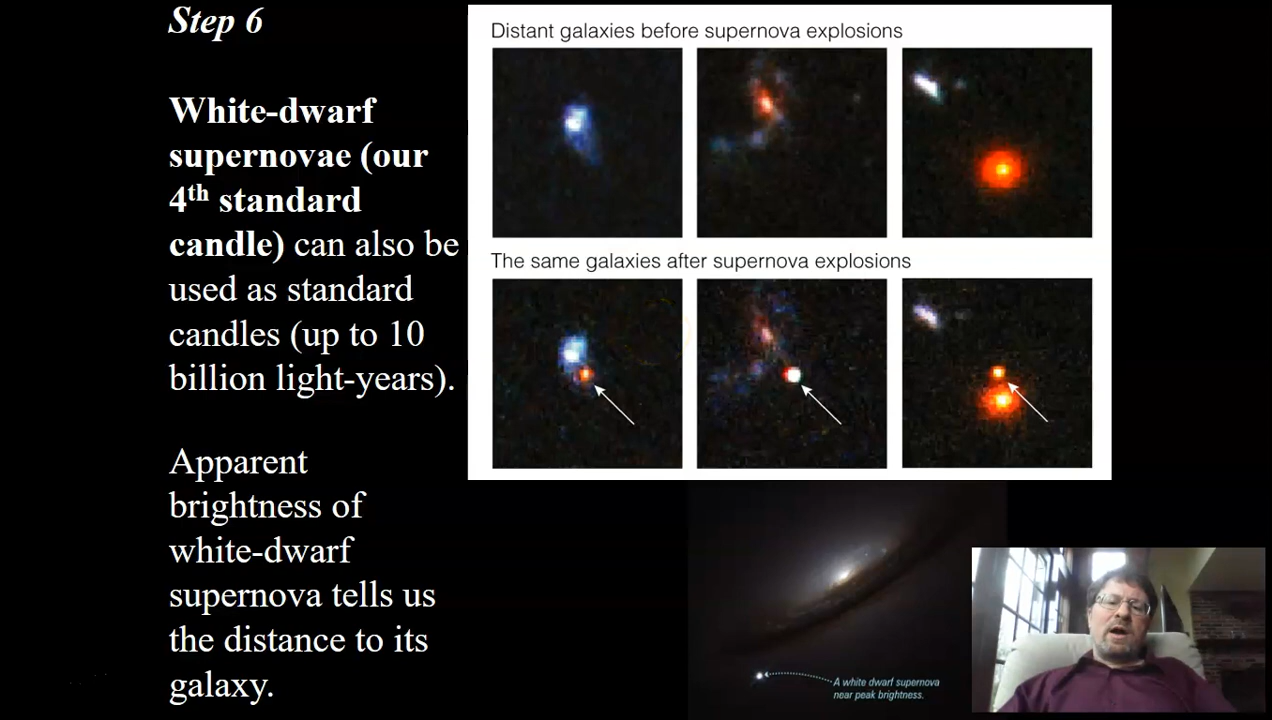 Step 6
White-dwarf
supernovae (our
4th standard
candle) can also be
used as standard
candles (up to 10
billion light-years).
Apparent
brightness of
white-dwarf
supernova tells us
the distance to its
galaxy.
Distant galaxies before supernova explosions
The same galaxies after supernova explosions
A white dwarf supernova
near peak brightness.